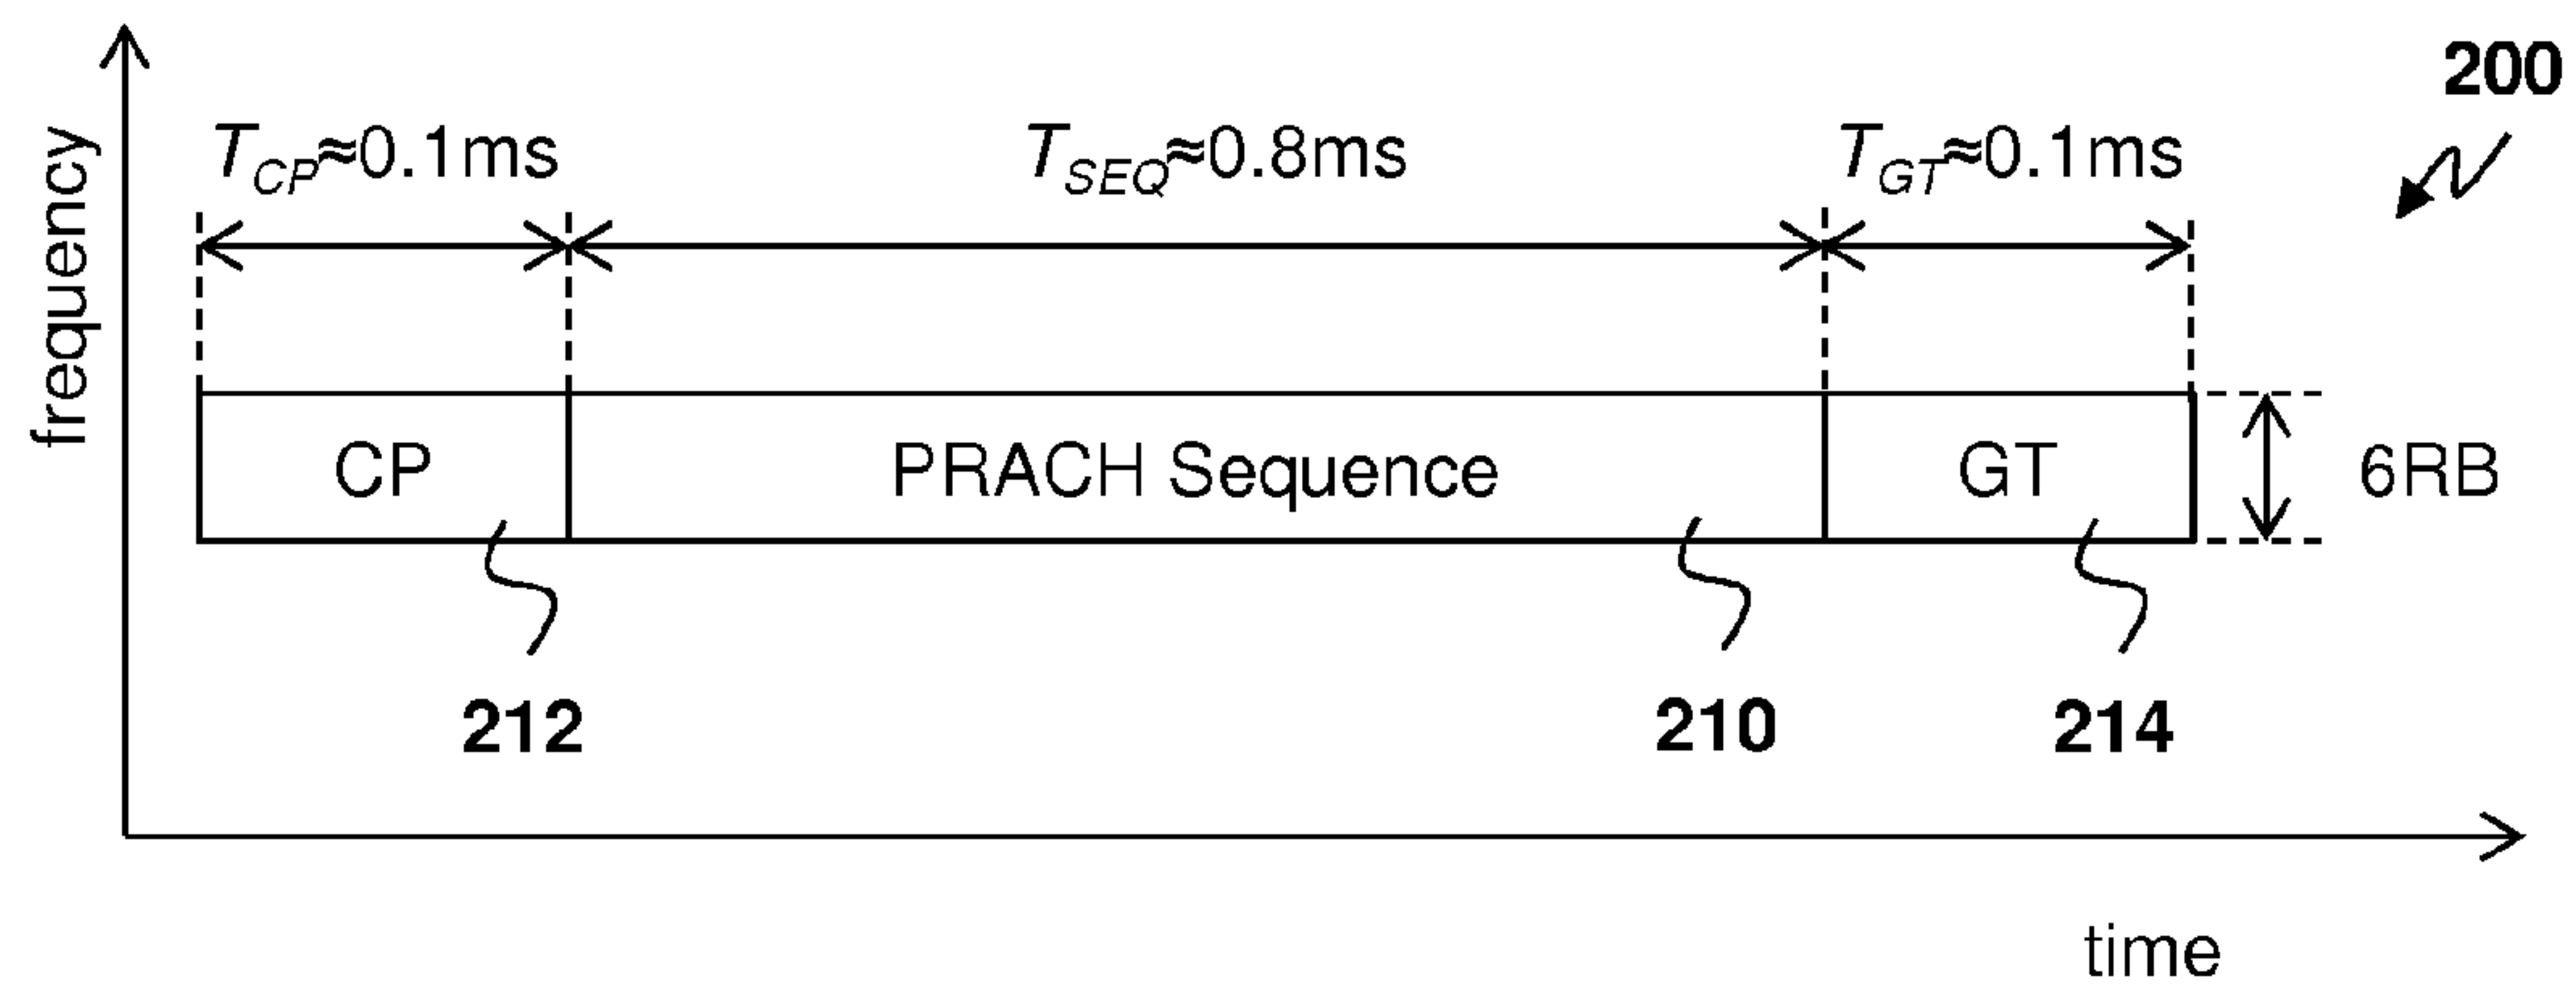 200
T_CP≈0.1ms T_SEQ≈0.8ms T_GT≈0.1ms
frequency
CP PRACH Sequence GT 6RB
212 210 214
time